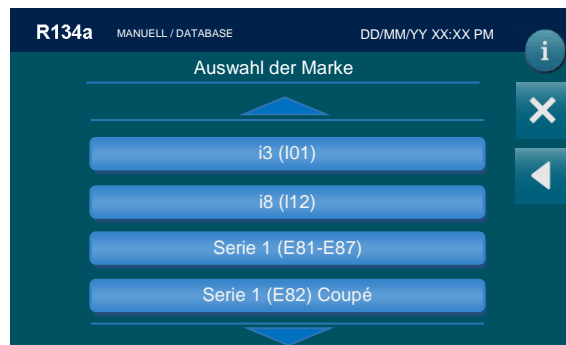 R134a MANUELL / DATABASE DD/MM/YY XX:XX PM
i
Auswahl der Marke
i3 (I01)
i8 (I12)
Serie 1 (E81-E87)
Serie 1 (E82) Coupé